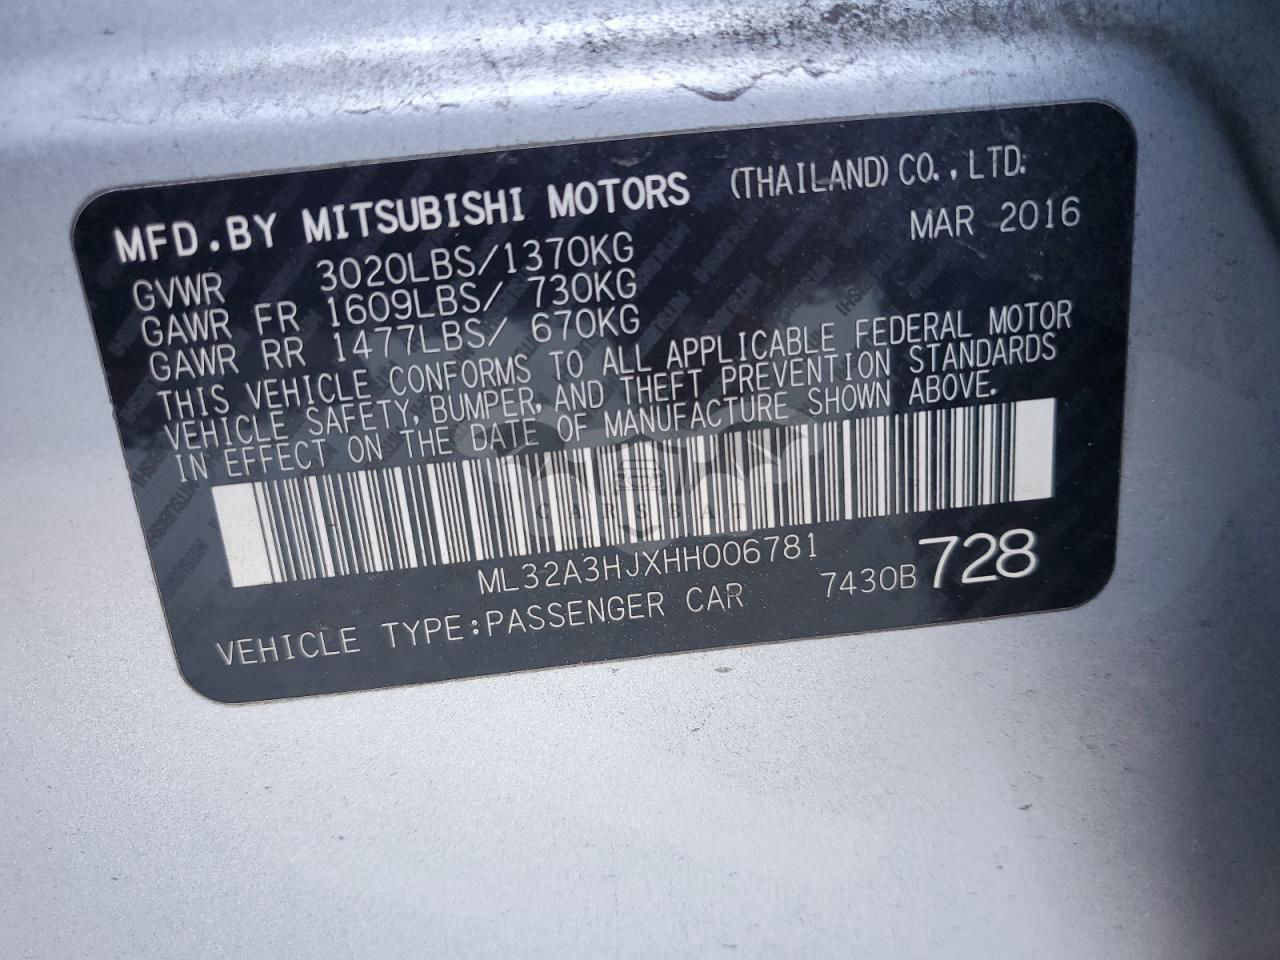 MFD.BY MITSUBISHI MOTORS (THAILAND) CO.,LTD.
MAR 2016
GVWR 3020LBS/1370KG
GAWR FR 1609LBS/ 730KG
GAWR RR 1477LBS/ 670KG
THIS VEHICLE CONFORMS TO ALL APPLICABLE FEDERAL MOTOR
VEHICLE SAFETY, BUMPER, AND THEFT PREVENTION STANDARDS
IN EFFECT ON THE DATE OF MANUFACTURE SHOWN ABOVE.
CARSBAT
ML32A3HJXHH006781
VEHICLE TYPE:PASSENGER CAR 7430B 728